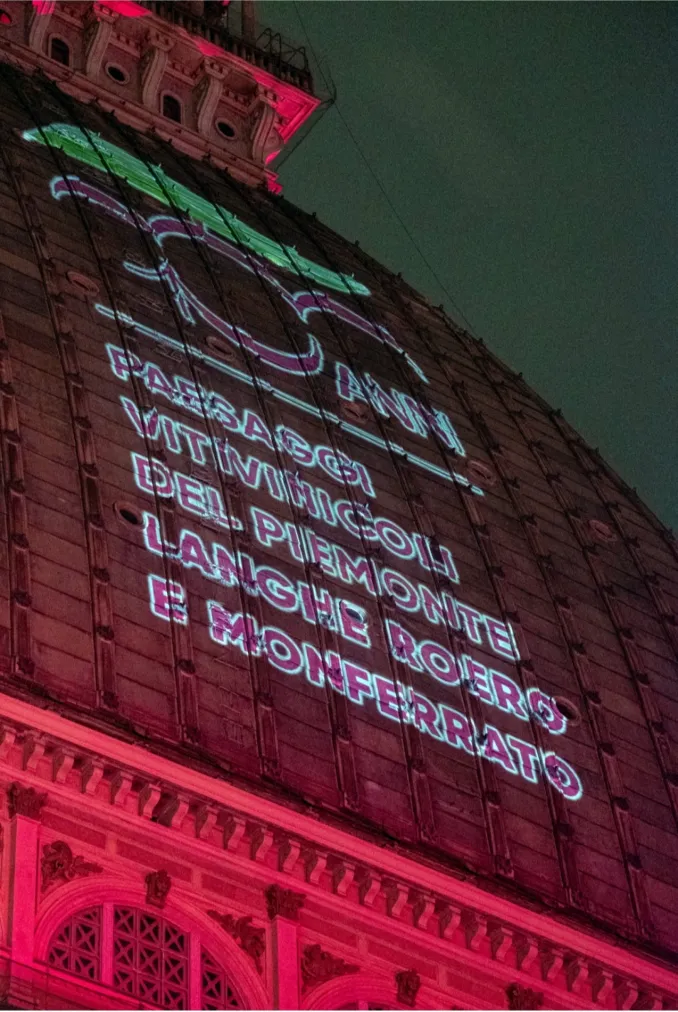 ANNI
PAESAGGI
VITIVINICOLI
DEL PIEMONTE
LANGHE ROERO
E MONFERRATO